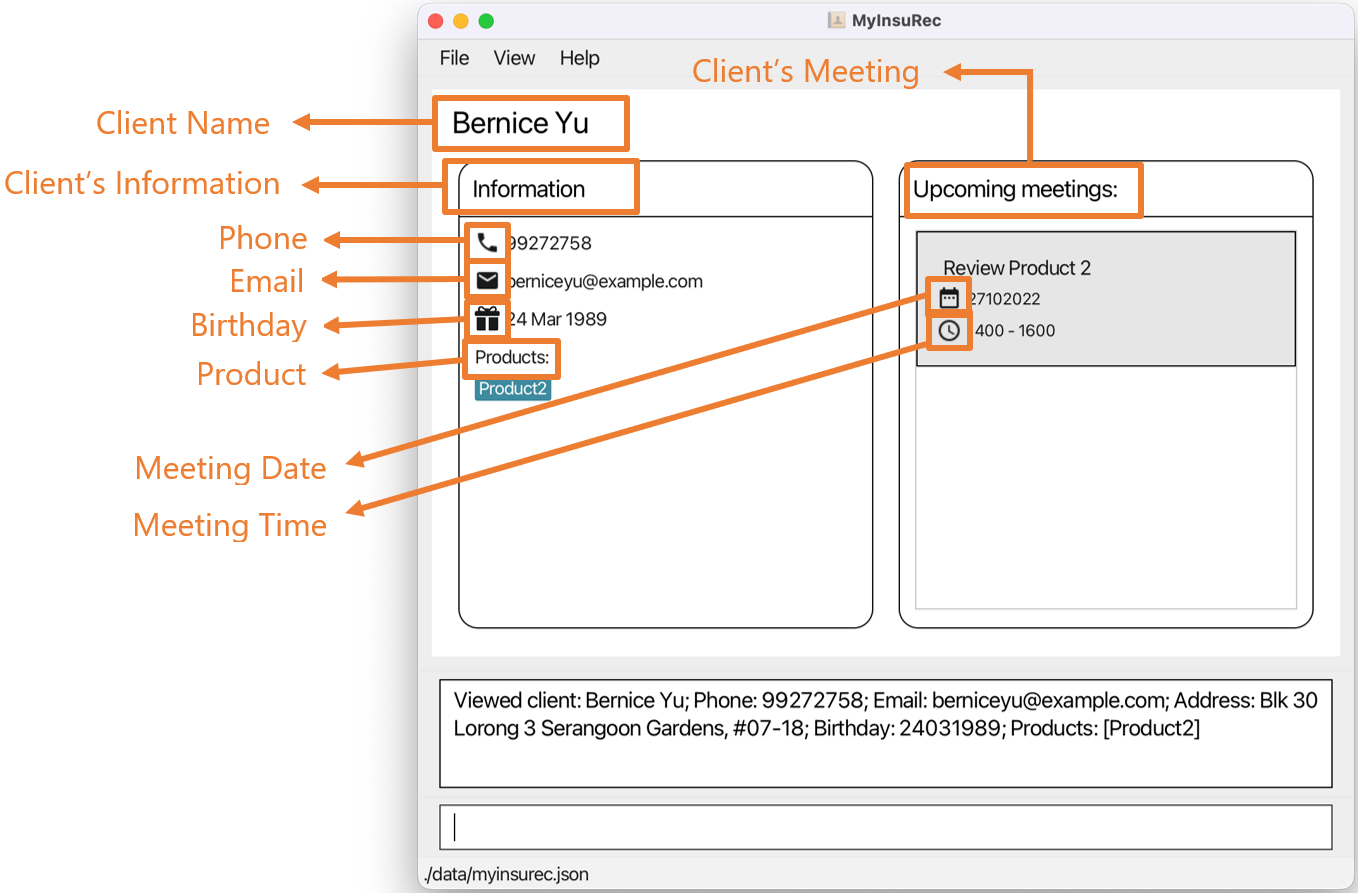 MyInsuRec
File View Help
Client's Meeting
Client Name
Bernice Yu
Client's Information
Information
Upcoming meetings:
Phone
99272758
Email
berniceyu@example.com
Birthday
24 Mar 1989
Product
Products:
Product2
Review Product 2
27102022
400 - 1600
Meeting Date
Meeting Time
Viewed client: Bernice Yu; Phone: 99272758; Email: berniceyu@example.com; Address: Blk 30
Lorong 3 Serangoon Gardens, #07-18; Birthday: 24031989; Products: [Product2]
./data/myinsurec.json